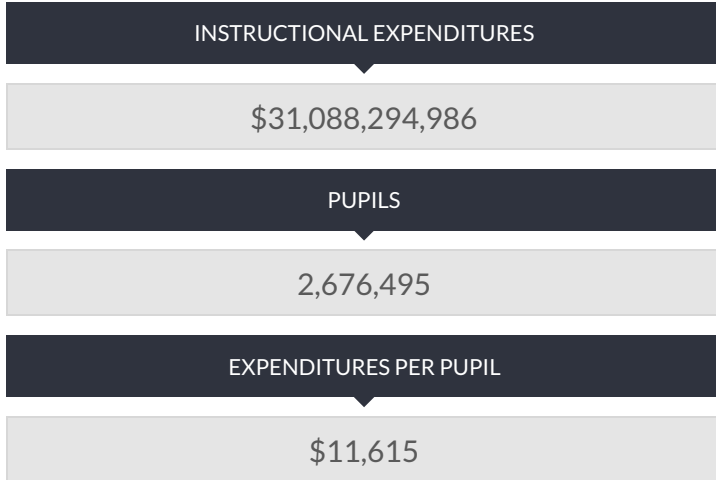 INSTRUCTIONAL EXPENDITURES
$31,088,294,986
PUPILS
2,676,495
EXPENDITURES PER PUPIL
$11,615